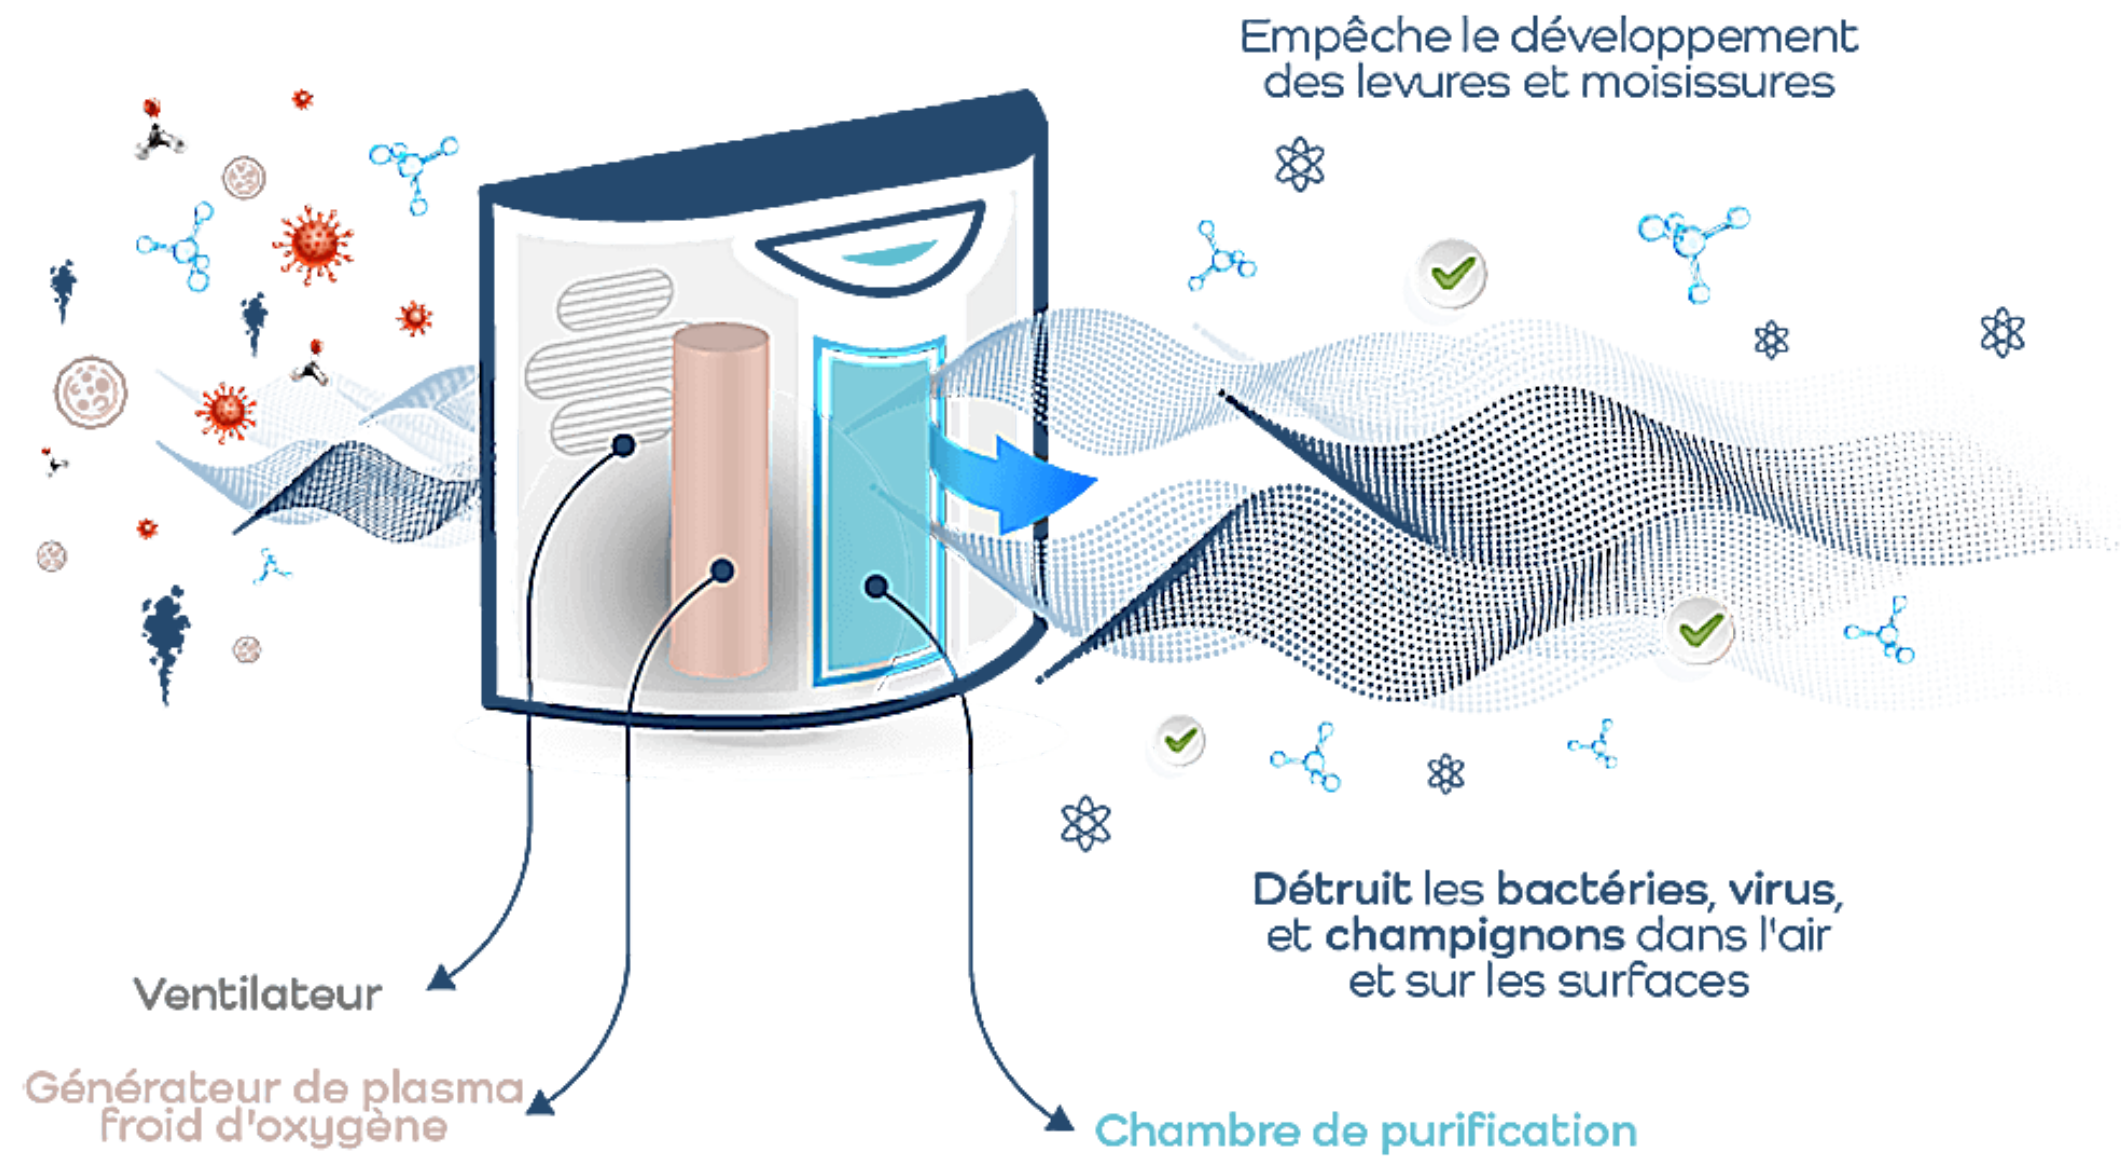 Empêche le développement
des levures et moisissures
Détruit les bactéries, virus,
et champignons dans l'air
et sur les surfaces
Ventilateur
Générateur de plasma
froid d'oxygène
Chambre de purification